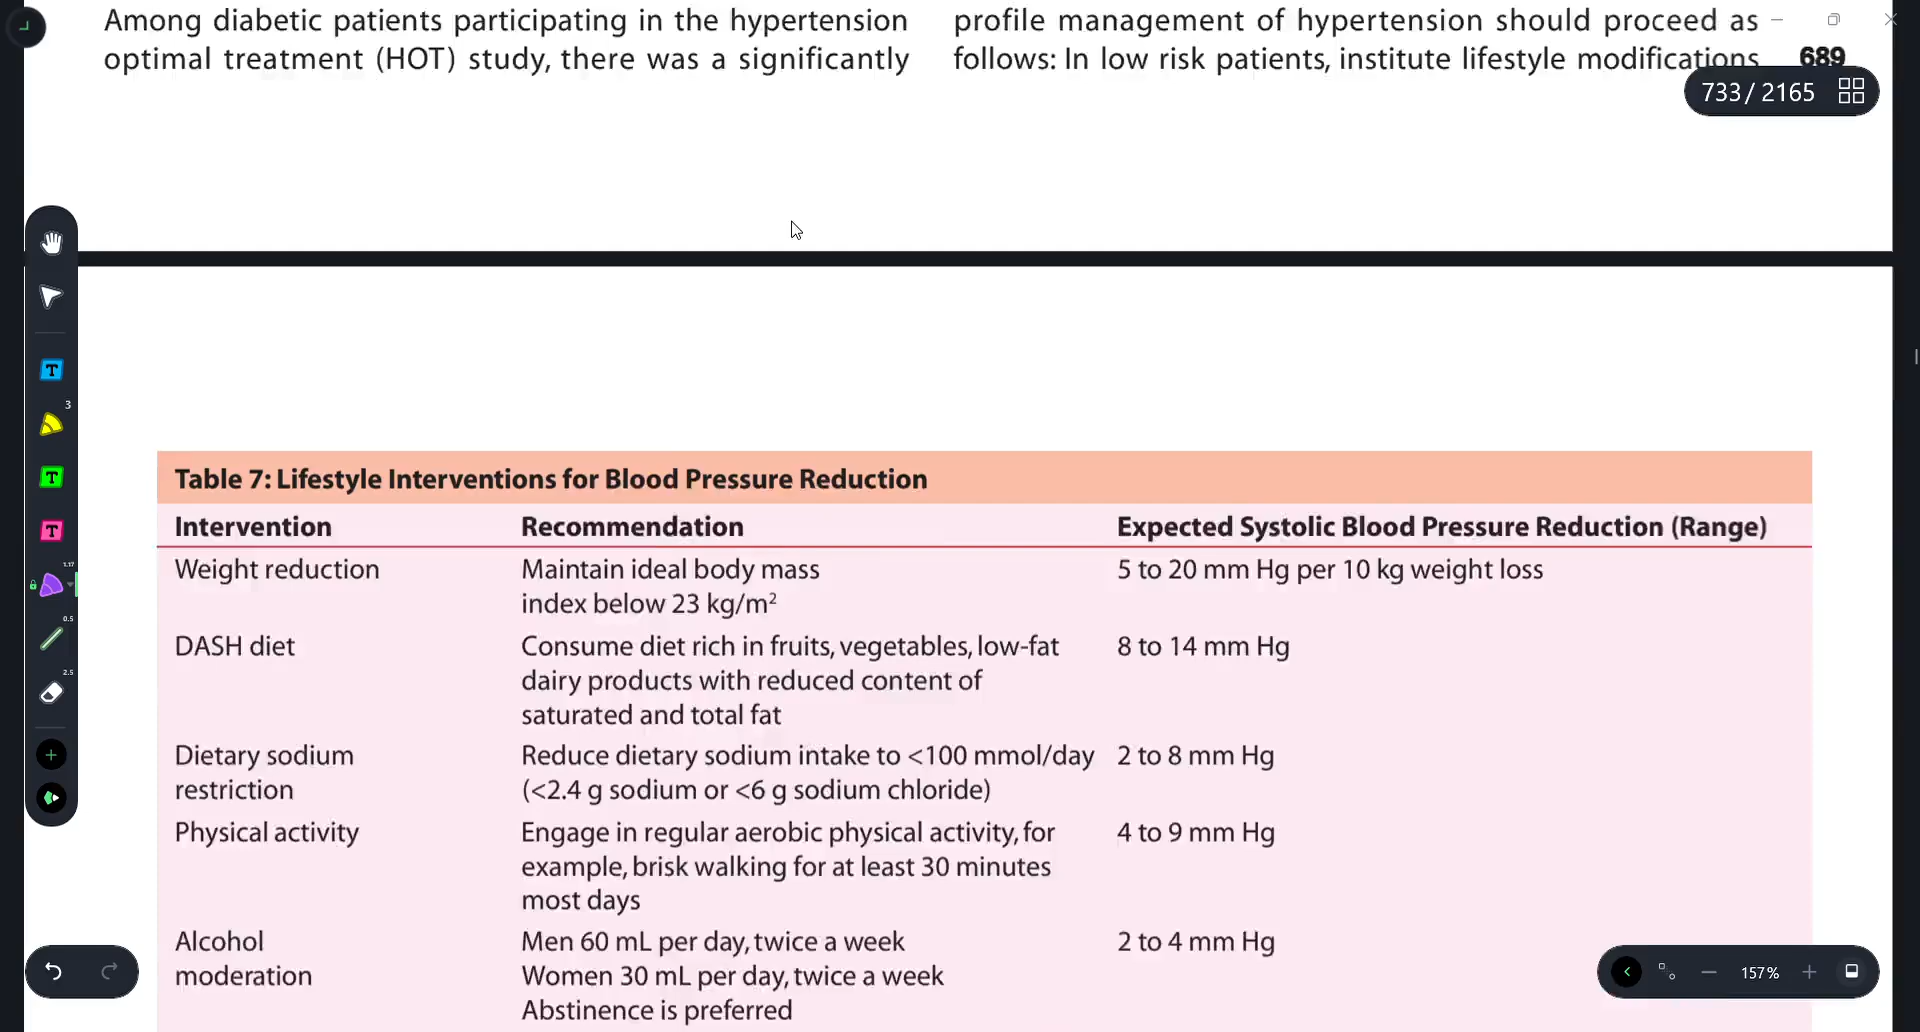 Among diabetic patients participating in the hypertension
optimal treatment (HOT) study, there was a significantly
profile management of hypertension should proceed as
follows: In low risk patients, institute lifestyle modifications
689
733 / 2165
Table 7: Lifestyle Interventions for Blood Pressure Reduction
Intervention Recommendation Expected Systolic Blood Pressure Reduction (Range)
Weight reduction Maintain ideal body mass 5 to 20 mm Hg per 10 kg weight loss
index below 23 kg/m²
DASH diet Consume diet rich in fruits, vegetables, low-fat 8 to 14 mm Hg
dairy products with reduced content of
saturated and total fat
Dietary sodium Reduce dietary sodium intake to <100 mmol/day 2 to 8 mm Hg
restriction (<2.4 g sodium or <6 g sodium chloride)
Physical activity Engage in regular aerobic physical activity, for 4 to 9 mm Hg
example, brisk walking for at least 30 minutes
most days
Alcohol Men 60 mL per day, twice a week 2 to 4 mm Hg
moderation Women 30 mL per day, twice a week
Abstinence is preferred
T
3
T
T
1.17
0.5
2.5
157%